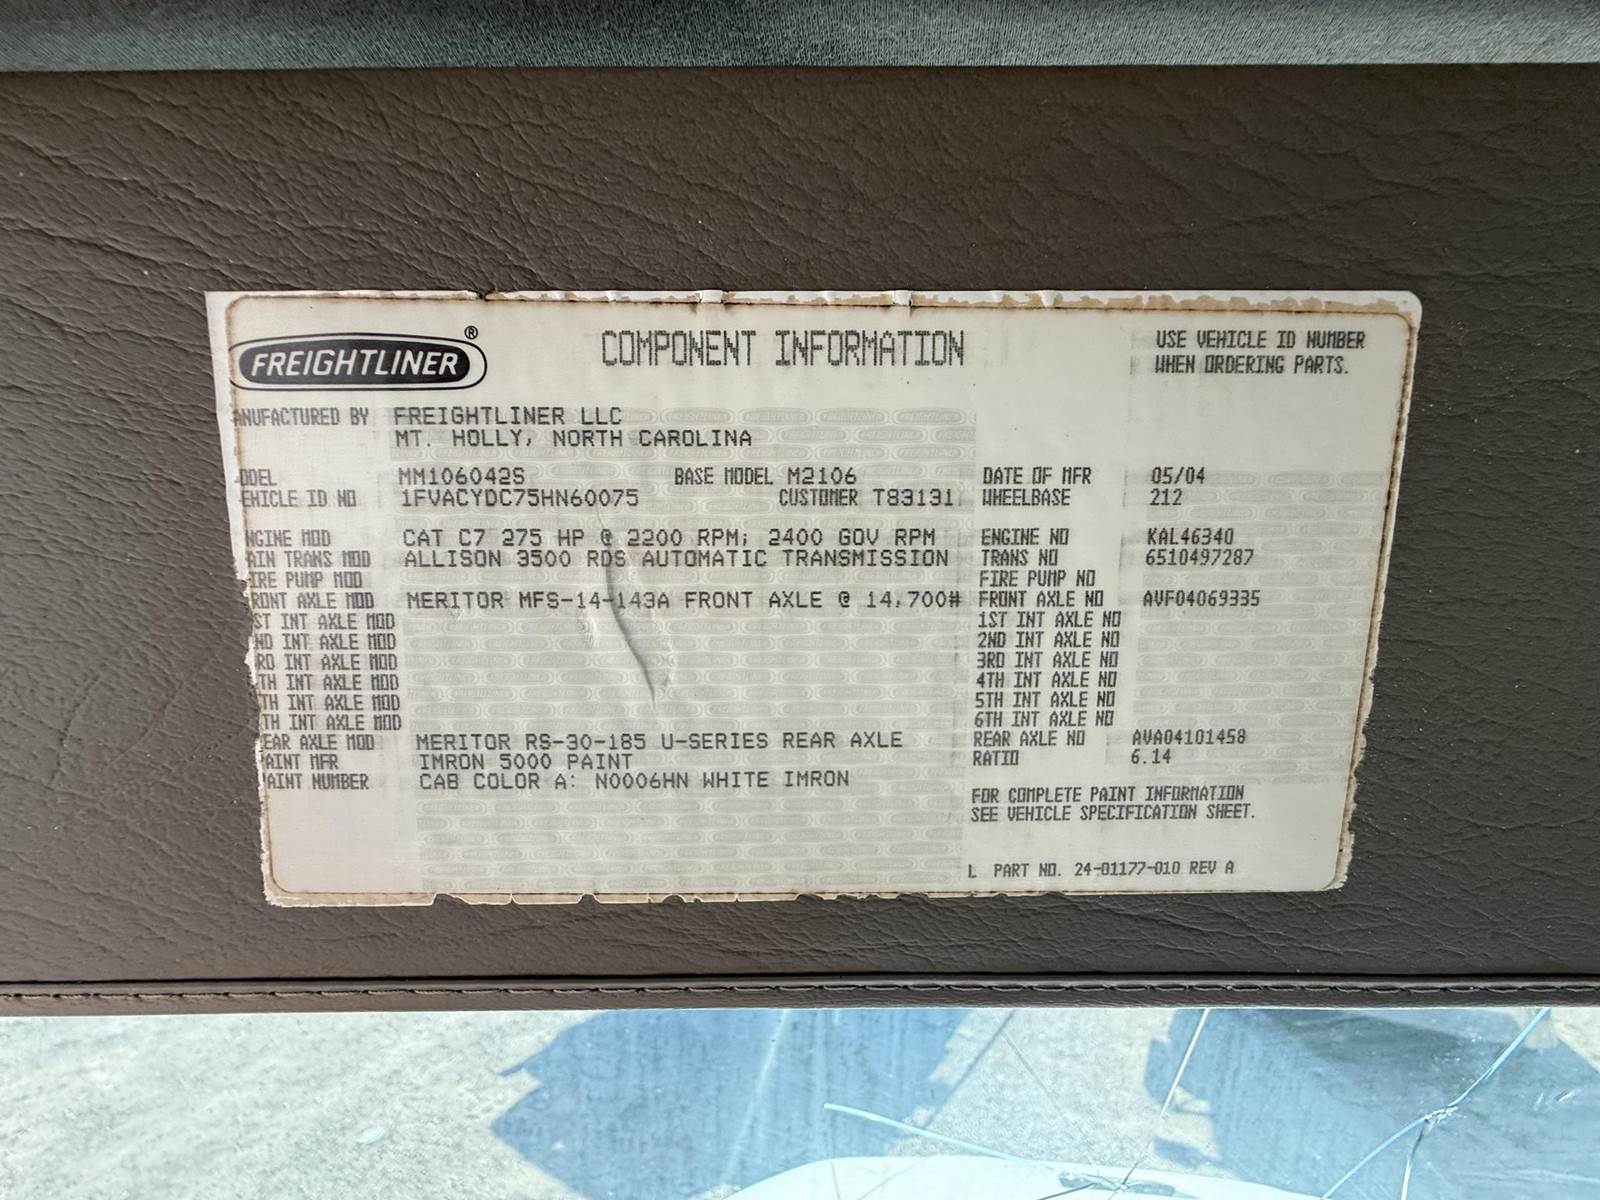 FREIGHTLINER ®
COMPONENT INFORMATION
USE VEHICLE ID NUMBER
WHEN ORDERING PARTS.
ANUFACTURED BY FREIGHTLINER LLC
MT. HOLLY, NORTH CAROLINA
ODEL MM106042S BASE MODEL M2106 DATE OF MFR 05/04
EHICLE ID NO 1FVACYDC75HN60075 CUSTOMER T83131 WHEELBASE 212
NGINE MOD CAT C7 275 HP @ 2200 RPM; 2400 GOV RPM ENGINE NO KAL46340
AIN TRANS MOD ALLISON 3500 RDS AUTOMATIC TRANSMISSION TRANS NO 6510497287
IRE PUMP MOD FIRE PUMP NO
RONT AXLE MOD MERITOR MFS-14-143A FRONT AXLE @ 14,700# FRONT AXLE NO AVF04069335
ST INT AXLE MOD 1ST INT AXLE NO
ND INT AXLE MOD 2ND INT AXLE NO
RD INT AXLE MOD 3RD INT AXLE NO
TH INT AXLE MOD 4TH INT AXLE NO
TH INT AXLE MOD 5TH INT AXLE NO
TH INT AXLE MOD 6TH INT AXLE NO
EAR AXLE MOD MERITOR RS-30-185 U-SERIES REAR AXLE REAR AXLE NO AVA04101458
AINT MFR IMRON 5000 PAINT RATIO 6.14
AINT NUMBER CAB COLOR A: N0006HN WHITE IMRON
FOR COMPLETE PAINT INFORMATION
SEE VEHICLE SPECIFICATION SHEET.
L PART NO. 24-01177-010 REV A